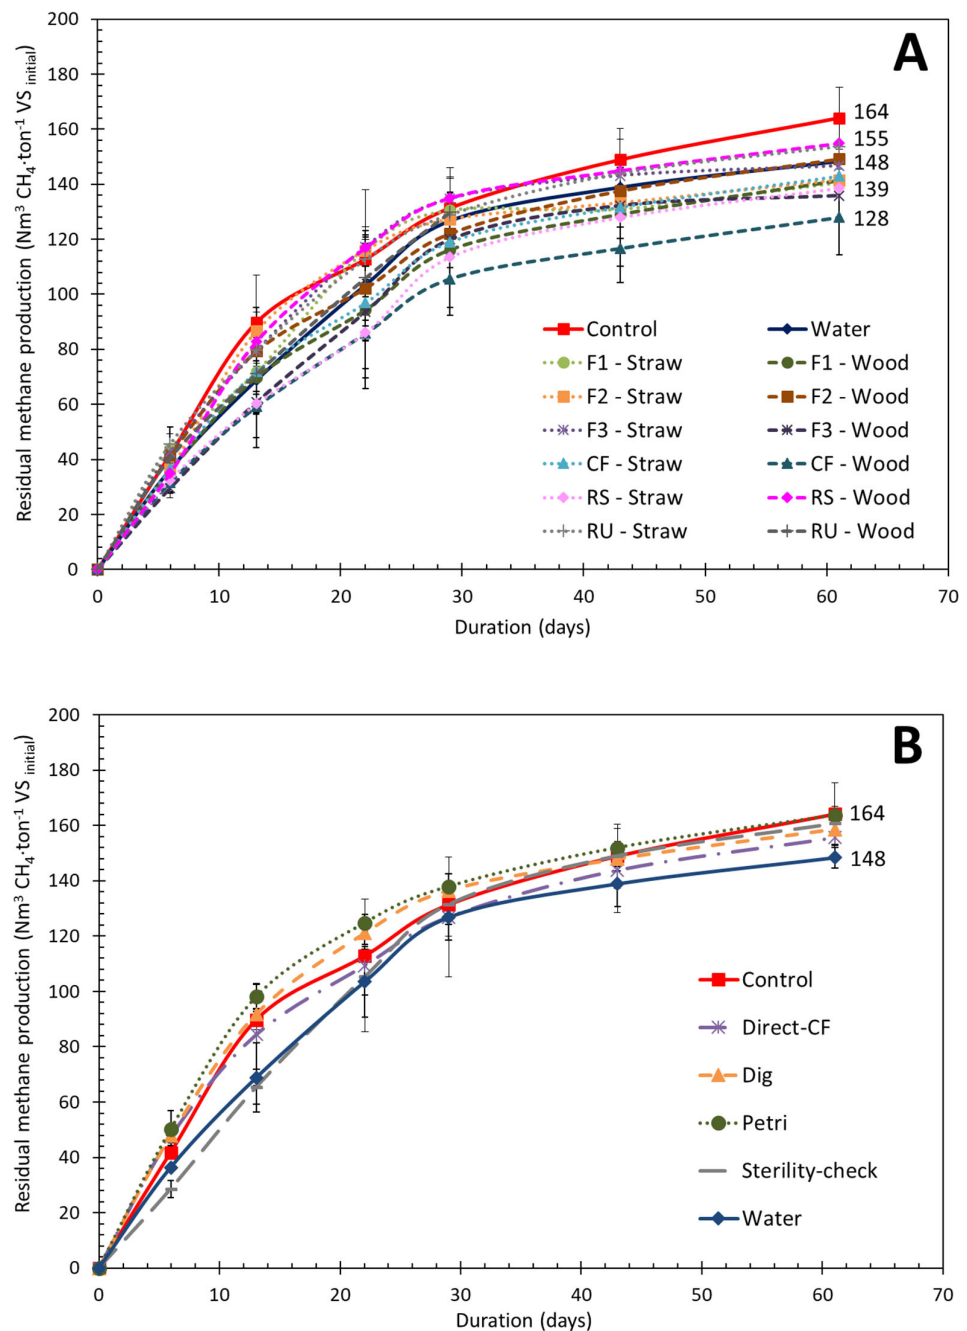 A
Residual methane production (Nm³ CH₄·ton⁻¹ VS initial)
200
180
160
140
120
100
80
60
40
20
0
164
155
148
139
128
Control
Water
F1 - Straw
F1 - Wood
F2 - Straw
F2 - Wood
F3 - Straw
F3 - Wood
CF - Straw
CF - Wood
RS - Straw
RS - Wood
RU - Straw
RU - Wood
0 10 20 30 40 50 60 70
Duration (days)
B
Residual methane production (Nm³ CH₄·ton⁻¹ VS initial)
200
180
160
140
120
100
80
60
40
20
0
164
148
Control
Direct-CF
Dig
Petri
Sterility-check
Water
0 10 20 30 40 50 60 70
Duration (days)